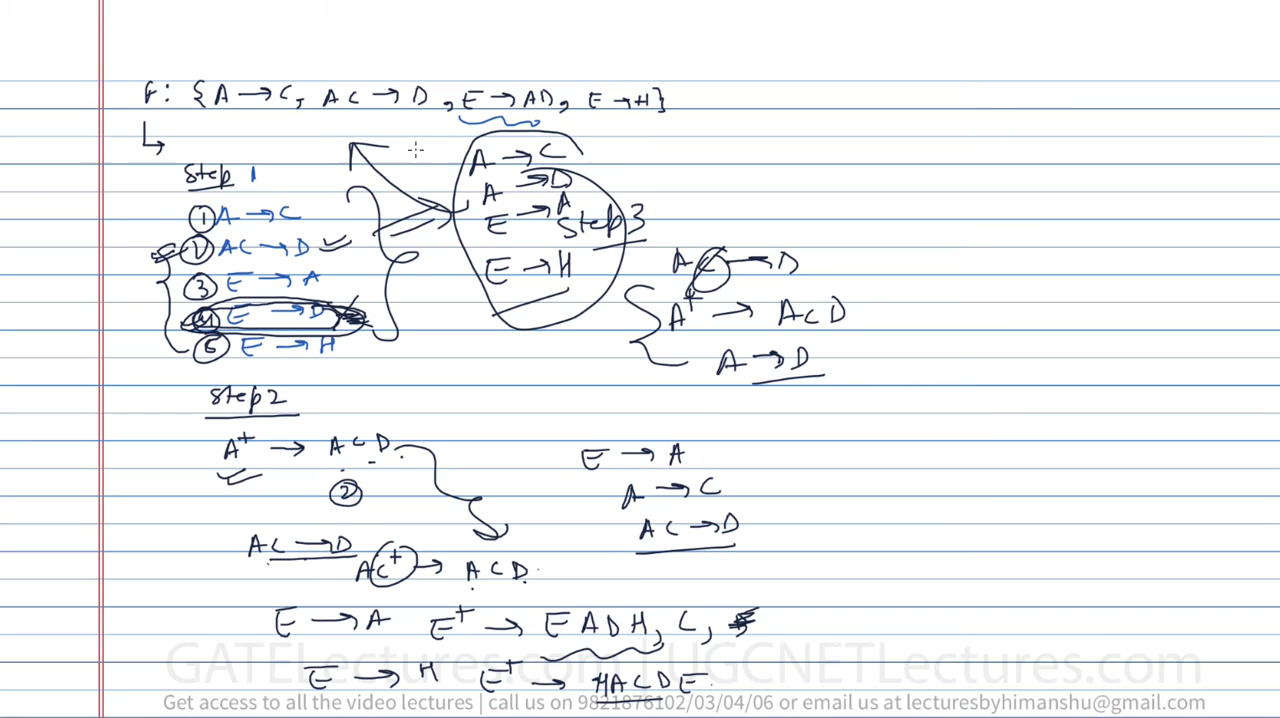 F: {A → C, AC → D, E → AD, E → H}
Step 1
① A → C
② AC → D
③ E → A
④ E → D
⑤ E → H
A → C
A → D
E → A
Step 3
E → H
AC → D
A+ → ACD
A → D
Step 2
A+ → ACD
②
AC → D
AC+ → ACD
E → A
A → C
AC → D
E → A E+ → EADH, C,
E → H E+ → HACDE
GATELectures.com | UGCNETLectures.com
Get access to all the video lectures | call us on 9821876102/03/04/06 or email us at lecturesbyhimanshu@gmail.com